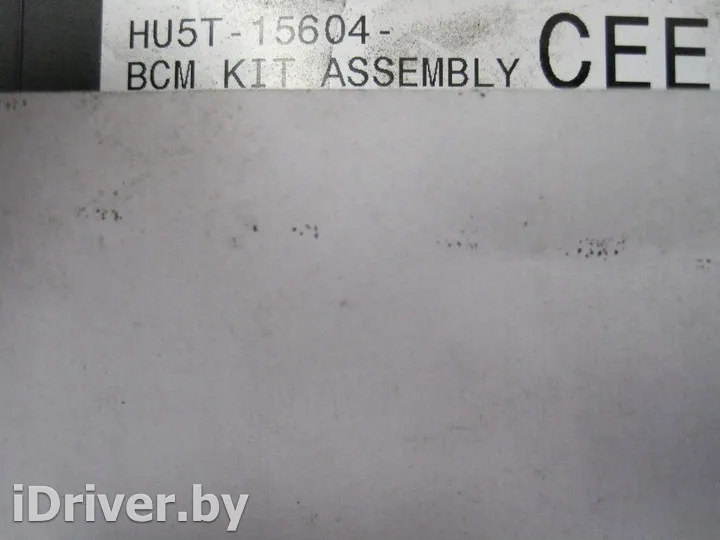 HU5T-15604- CEE
BCM KIT ASSEMBLY
iDriver.by